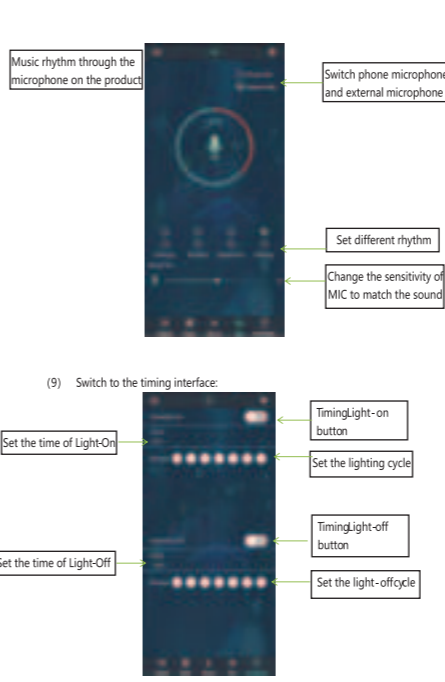 Music rhythm through the
microphone on the product
Switch phone microphone
and external microphone
Set different rhythm
Change the sensitivity of
MIC to match the sound
(9) Switch to the timing interface:
TimingLight-on
button
Set the time of Light-On
Set the lighting cycle
TimingLight-off
button
Set the time of Light-Off
Set the light-offcycle